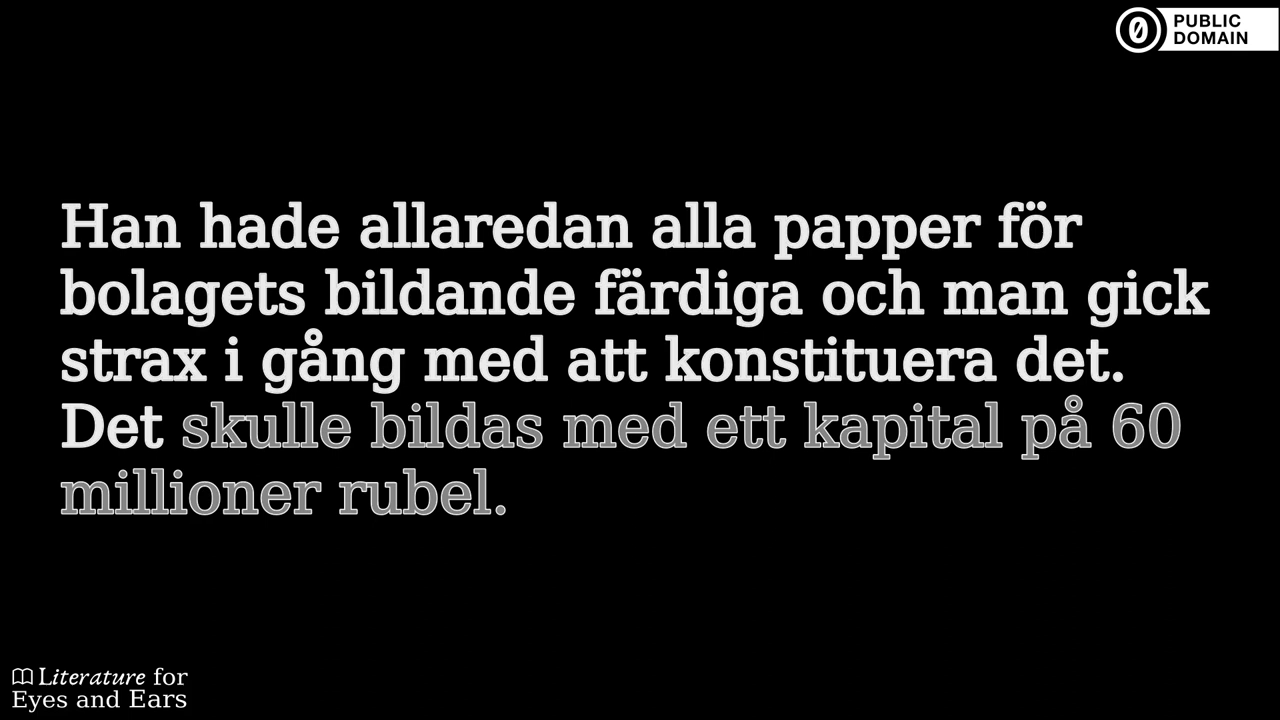 PUBLIC
DOMAIN
Han hade allaredan alla papper för
bolagets bildande färdiga och man gick
strax i gång med att konstituera det.
Det skulle bildas med ett kapital på 60
millioner rubel.
Literature for
Eyes and Ears